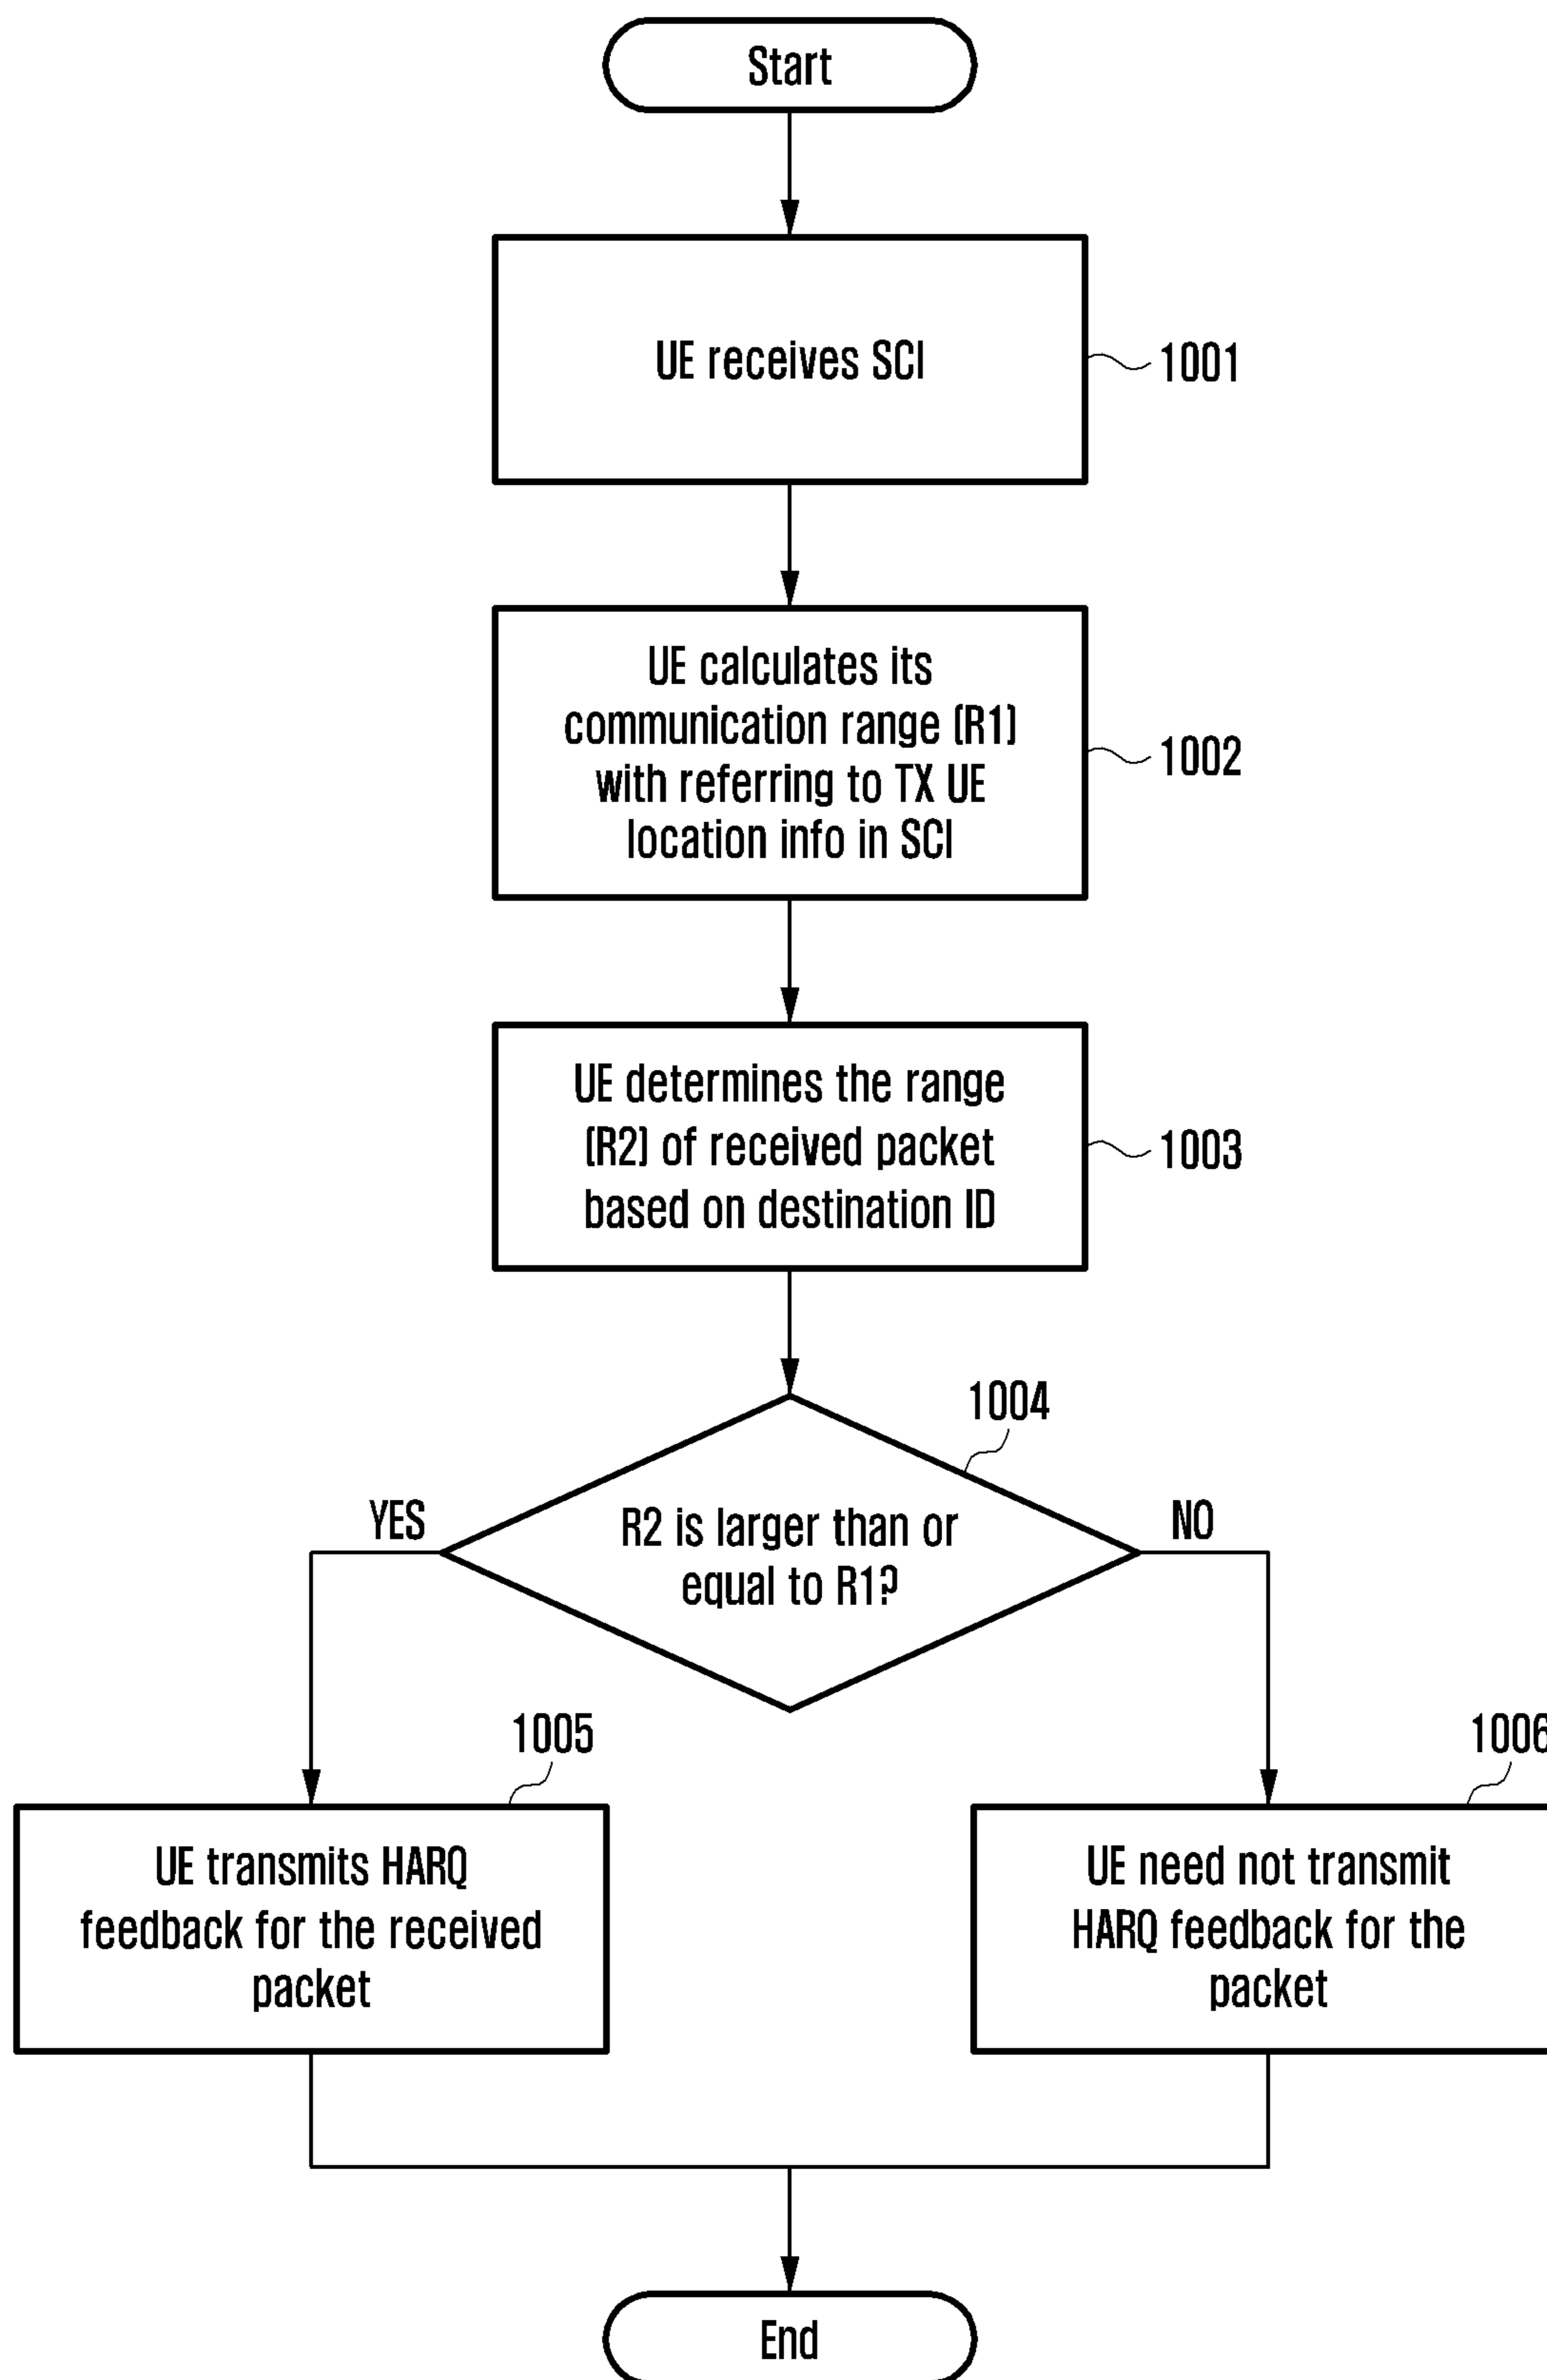 Start
UE receives SCI
1001
UE calculates its
communication range (R1)
with referring to TX UE
location info in SCI
1002
UE determines the range
(R2) of received packet
based on destination ID
1003
1004
R2 is larger than or
equal to R1?
YES
NO
1005
UE transmits HARQ
feedback for the received
packet
1006
UE need not transmit
HARQ feedback for the
packet
End